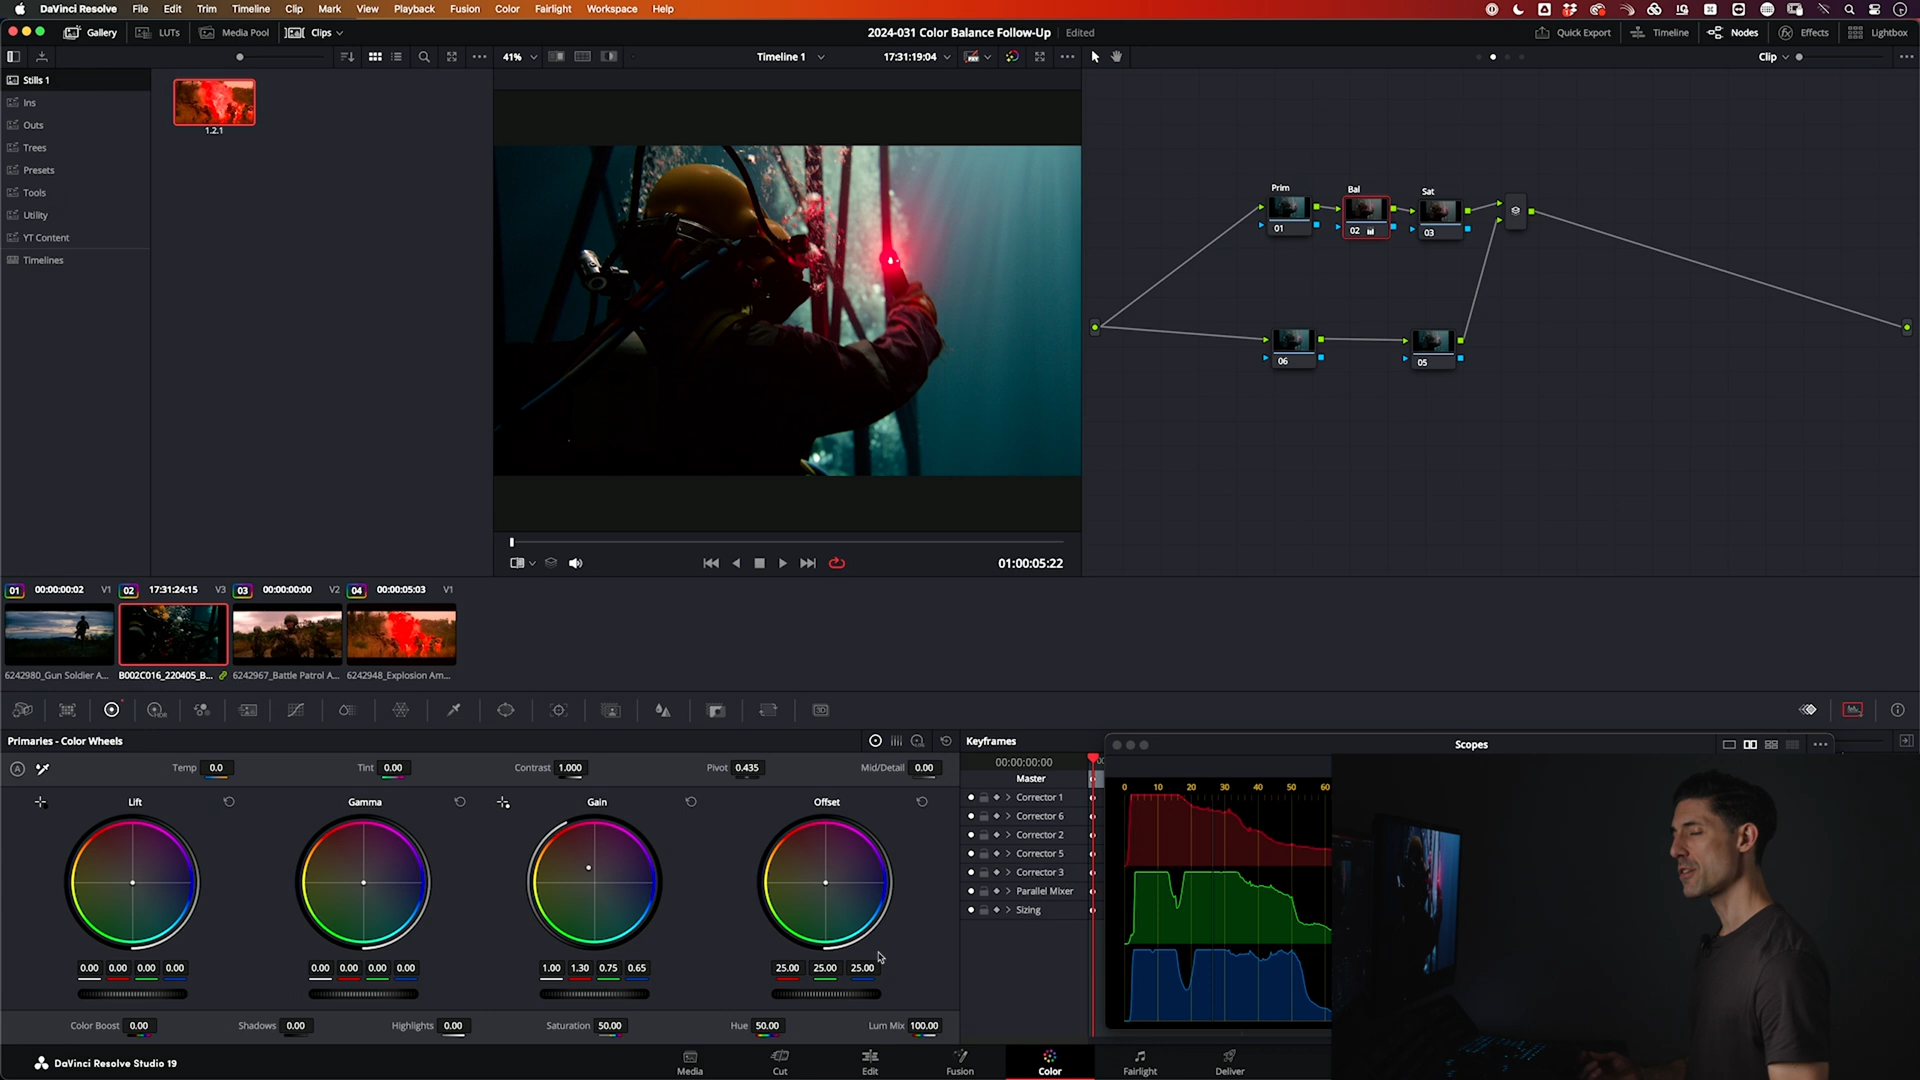 DaVinci Resolve File Edit Trim Timeline Clip Mark View Playback Fusion Color Fairlight Workspace Help
Gallery LUTs Media Pool Clips 2024-031 Color Balance Follow-Up Edited Quick Export Timeline Nodes Effects Lightbox
41% Timeline 1 17:31:19:04 Clip
Stills 1
Ins
Outs
Trees
Presets
Tools
Utility
YT Content
Timelines
1.2.1
Prim Bal Sat
01 02 03
06 05
01:00:05:22
01 00:00:00:02 V1 02 17:31:24:15 V3 03 00:00:00:00 V2 04 00:00:05:03 V1
6242980_Gun Soldier A... B002C016_220405_B... 6242967_Battle Patrol A... 6242948_Explosion Am...
HDR
3D
Primaries - Color Wheels Keyframes Scopes
A Temp 0.0 Tint 0.00 Contrast 1.000 Pivot 0.435 Mid/Detail 0.00
00:00:00:00
Master
Corrector 1
Corrector 6
Corrector 2
Corrector 5
Corrector 3
Parallel Mixer
Sizing
0 10 20 30 40 50 60
Lift Gamma Gain Offset
0.00 0.00 0.00 0.00 0.00 0.00 0.00 0.00 1.00 1.30 0.75 0.65 25.00 25.00 25.00
Color Boost 0.00 Shadows 0.00 Highlights 0.00 Saturation 50.00 Hue 50.00 Lum Mix 100.00
DaVinci Resolve Studio 19 Media Cut Edit Fusion Color Fairlight Deliver